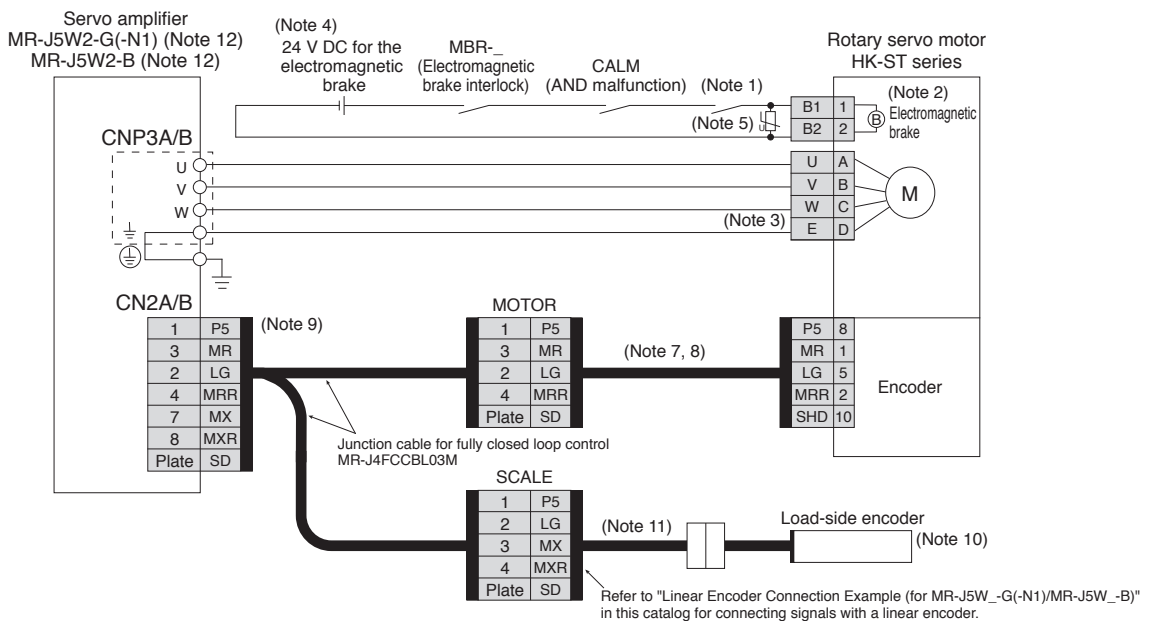 Servo amplifier
MR-J5W2-G(-N1) (Note 12)
MR-J5W2-B (Note 12)
(Note 4)
24 V DC for the
electromagnetic
brake
MBR-_
(Electromagnetic
brake interlock)
CALM
(AND malfunction)
(Note 1)
Rotary servo motor
HK-ST series
(Note 2)
Electromagnetic
brake
B
(Note 5)
U
B1 1
B2 2
CNP3A/B
U
V
W
(Note 3)
U A
V B
W C
E D
M
CN2A/B
1 P5
3 MR
2 LG
4 MRR
7 MX
8 MXR
Plate SD
(Note 9)
MOTOR
1 P5
3 MR
2 LG
4 MRR
Plate SD
(Note 7, 8)
P5 8
MR 1
LG 5
MRR 2
SHD 10
Encoder
Junction cable for fully closed loop control
MR-J4FCCBL03M
SCALE
1 P5
2 LG
3 MX
4 MXR
Plate SD
(Note 11)
Load-side encoder
(Note 10)
Refer to "Linear Encoder Connection Example (for MR-J5W_-G(-N1)/MR-J5W_-B)"
in this catalog for connecting signals with a linear encoder.